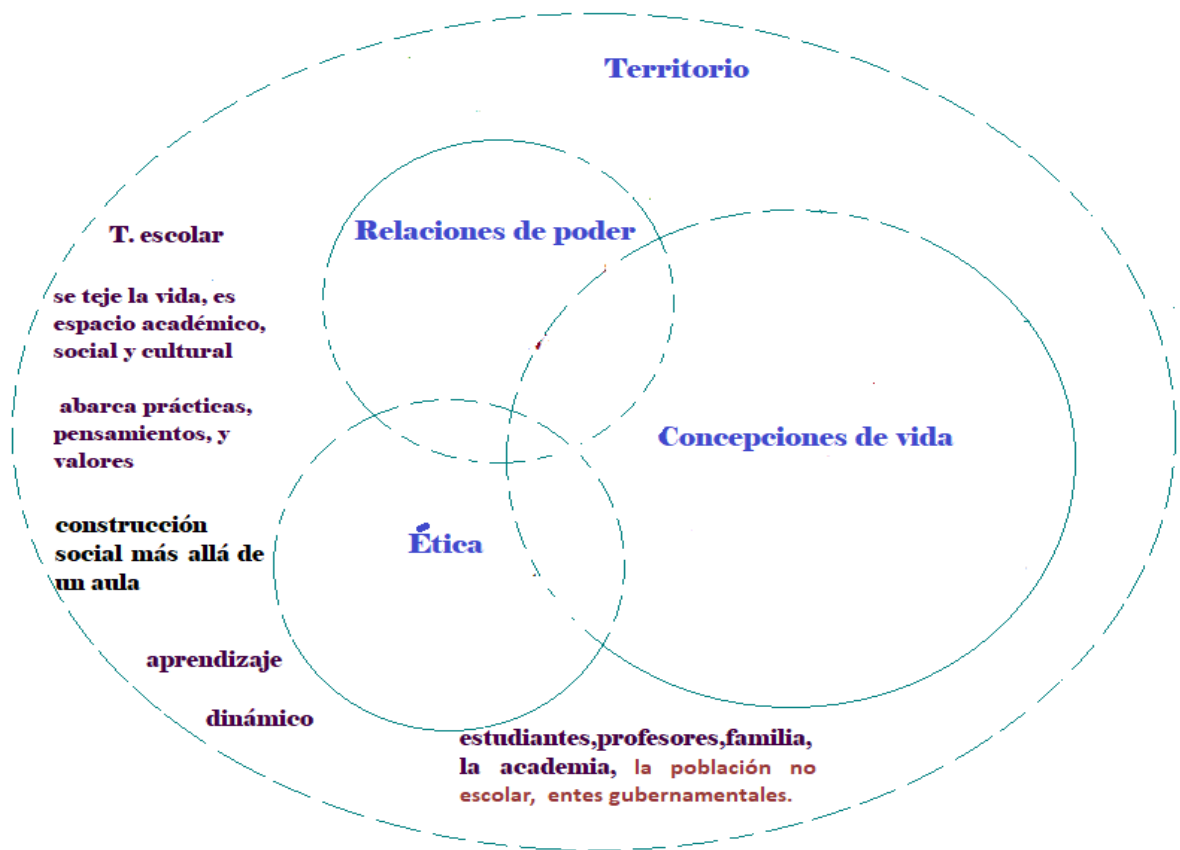 Territorio
Relaciones de poder
T. escolar
se teje la vida, es
espacio académico,
social y cultural
abarca prácticas,
pensamientos, y
valores
Concepciones de vida
construcción
social más allá de
un aula
Ética
aprendizaje
dinámico
estudiantes,profesores,familia,
la academia, la población no
escolar, entes gubernamentales.